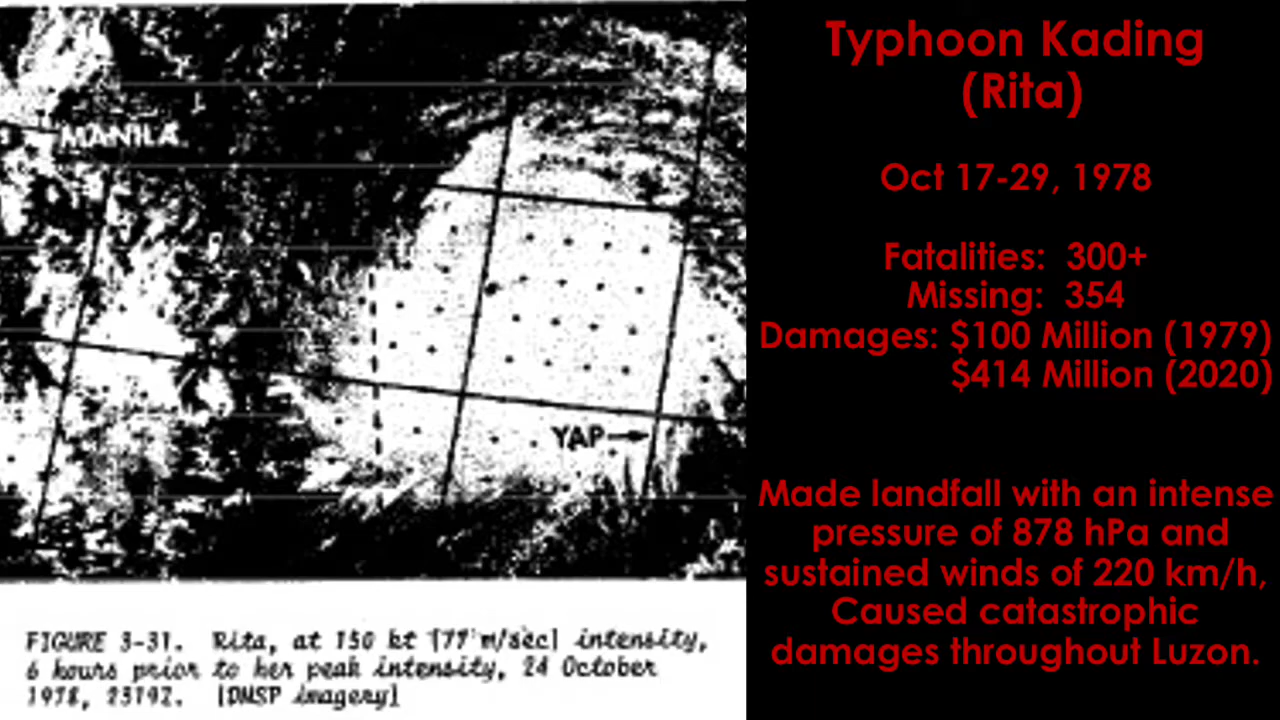 MANILA
YAP
FIGURE 3-31. Rita, at 150 kt (77 m/sec) intensity,
6 hours prior to her peak intensity, 24 October
1978, 2319Z. (DMSP imagery)
Typhoon Kading
(Rita)
Oct 17-29, 1978
Fatalities: 300+
Missing: 354
Damages: $100 Million (1979)
$414 Million (2020)
Made landfall with an intense
pressure of 878 hPa and
sustained winds of 220 km/h,
Caused catastrophic
damages throughout Luzon.